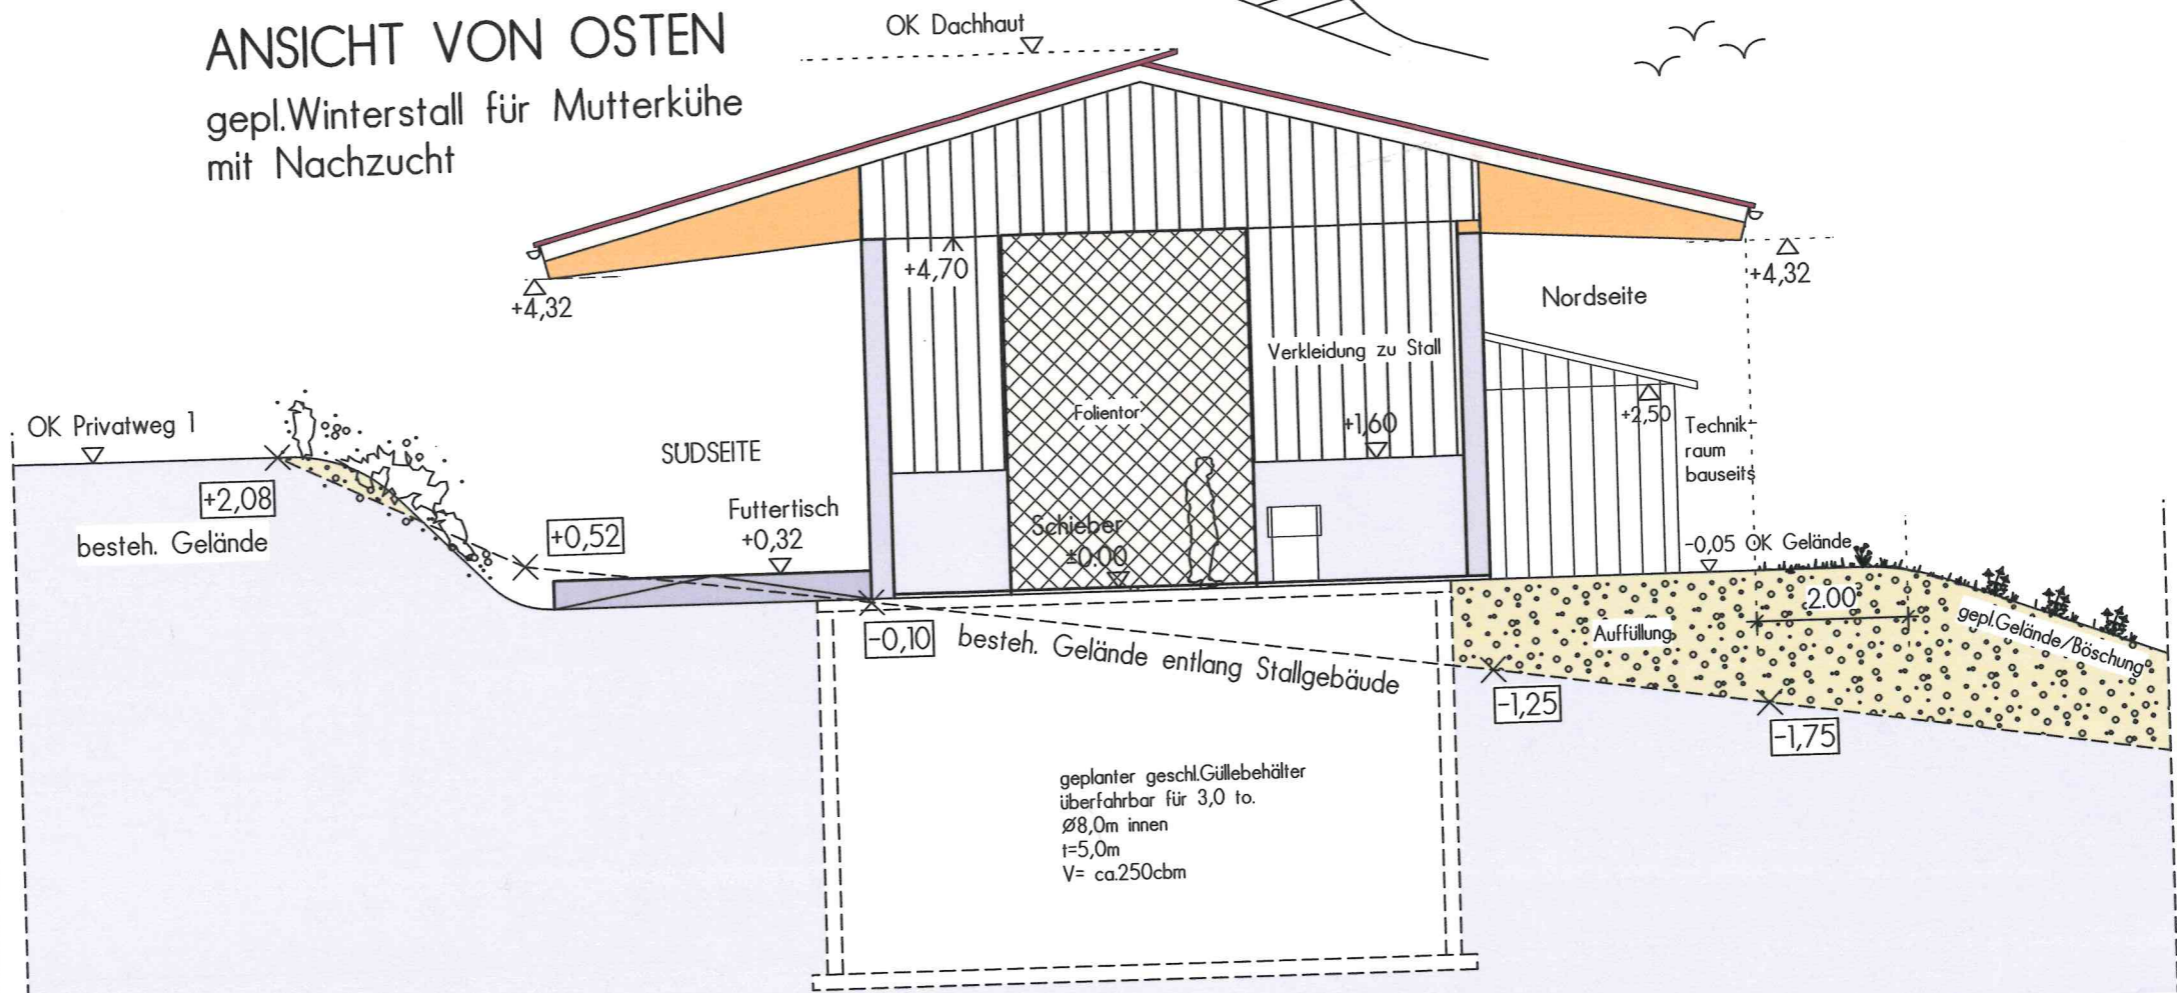 ANSICHT VON OSTEN
gepl.Winterstall für Mutterkühe
mit Nachzucht
OK Dachhaut
+4,70
+4,32
+4,32
Nordseite
Verkleidung zu Stall
+2,50
Technik-
raum
bauseits
Folientor
+1,60
OK Privatweg 1
+2,08
besteh. Gelände
SÜDSEITE
+0,52
Futtertisch
+0,32
Schieber
±0.00
-0,05 OK Gelände
2.00
Auffüllung
gepl.Gelände/Böschung
-0,10
besteh. Gelände entlang Stallgebäude
-1,25
-1,75
geplanter geschl.Güllebehälter
überfahrbar für 3,0 to.
Ø8,0m innen
t=5,0m
V= ca.250cbm